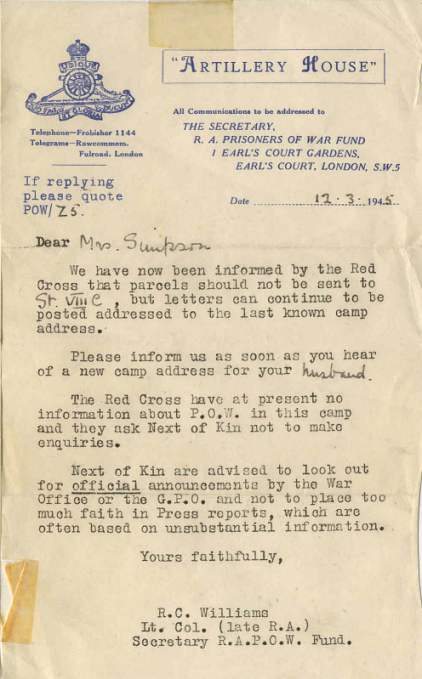 "ARTILLERY HOUSE"
UBIQUE
Telephone—Frobisher 1144
Telegrams—Rawcommem.
Fulroad, London
All Communications to be addressed to
THE SECRETARY,
R. A. PRISONERS OF WAR FUND
1 EARL'S COURT GARDENS,
EARL'S COURT, LONDON, S.W.5
If replying
please quote
POW/Z5.
Date 12.3.1945
Dear Mrs. Simpson
We have now been informed by the Red
Cross that parcels should not be sent to
St. VIIIC , but letters can continue to be
posted addressed to the last known camp
address.
Please inform us as soon as you hear
of a new camp address for your husband.
The Red Cross have at present no
information about P.O.W. in this camp
and they ask Next of Kin not to make
enquiries.
Next of Kin are advised to look out
for official announcements by the War
Office or the G.P.O. and not to place too
much faith in Press reports, which are
often based on unsubstantial information.
Yours faithfully,
R.C. Williams
Lt. Col. (late R.A.)
Secretary R.A.P.O.W. Fund.